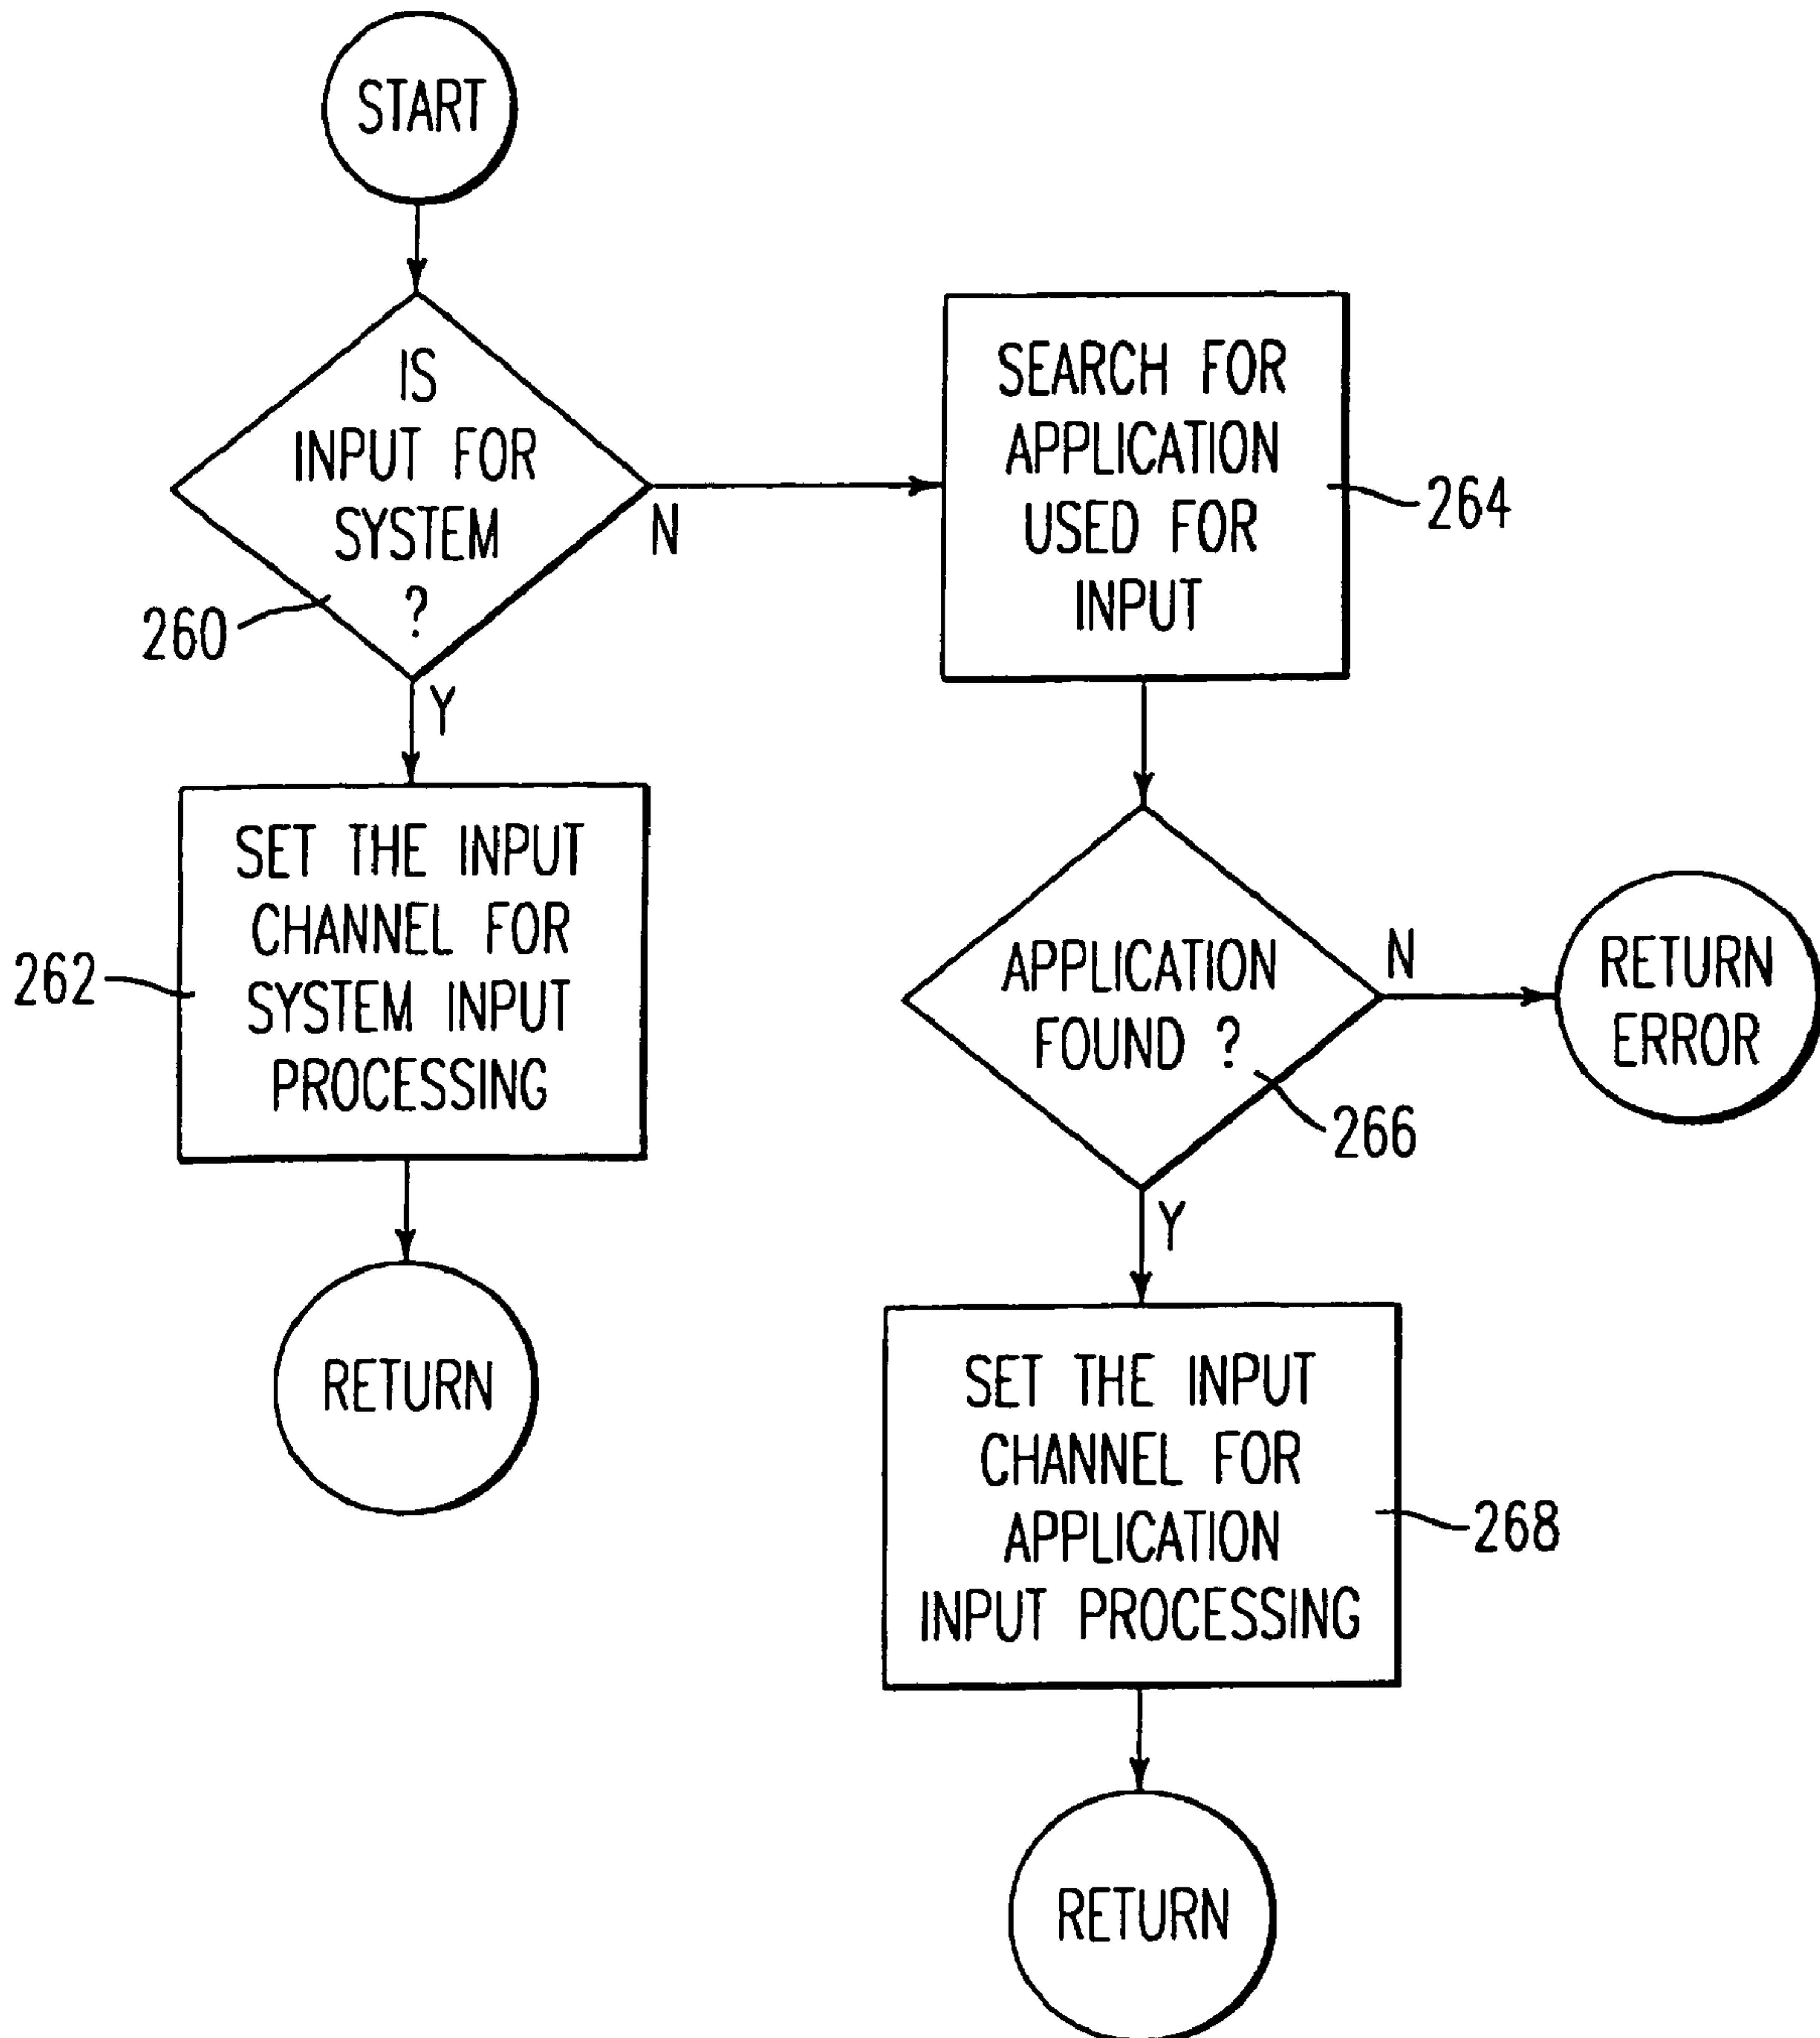 START
IS
INPUT FOR
SYSTEM
?
260
N
Y
SET THE INPUT
CHANNEL FOR
SYSTEM INPUT
PROCESSING
262
RETURN
SEARCH FOR
APPLICATION
USED FOR
INPUT
264
APPLICATION
FOUND ?
266
N
RETURN
ERROR
Y
SET THE INPUT
CHANNEL FOR
APPLICATION
INPUT PROCESSING
268
RETURN